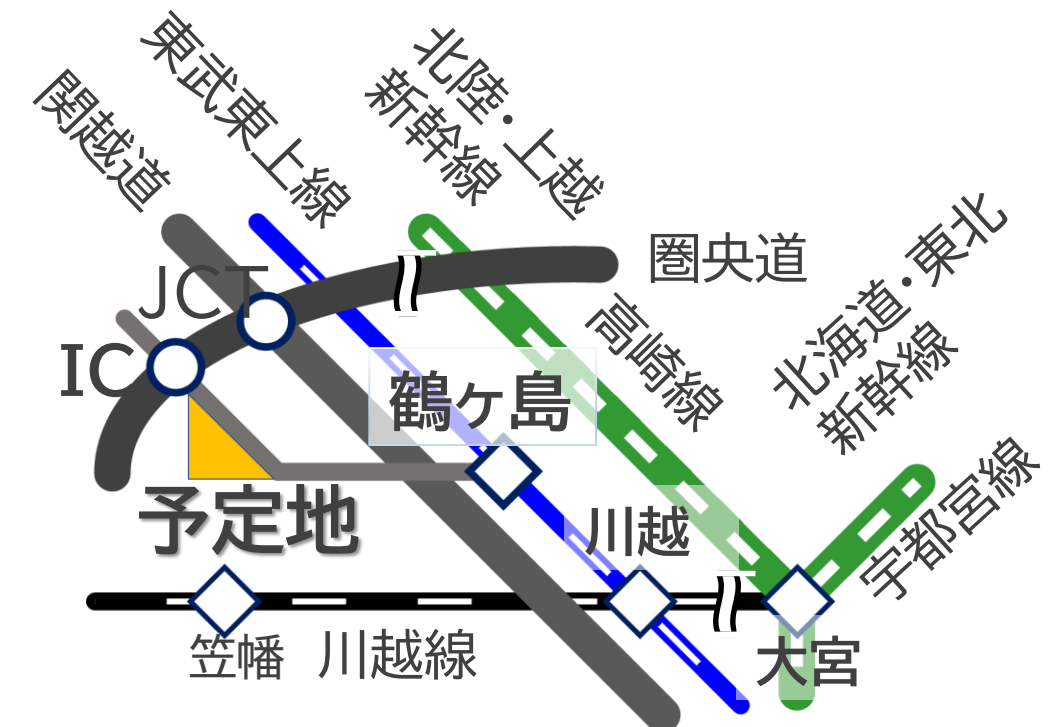 関越道
東武東上線
北陸・上越
新幹線
圏央道
JCT
IC
高崎線
北海道・東北
新幹線
鶴ヶ島
宇都宮線
予定地
川越
笠幡
川越線
大宮